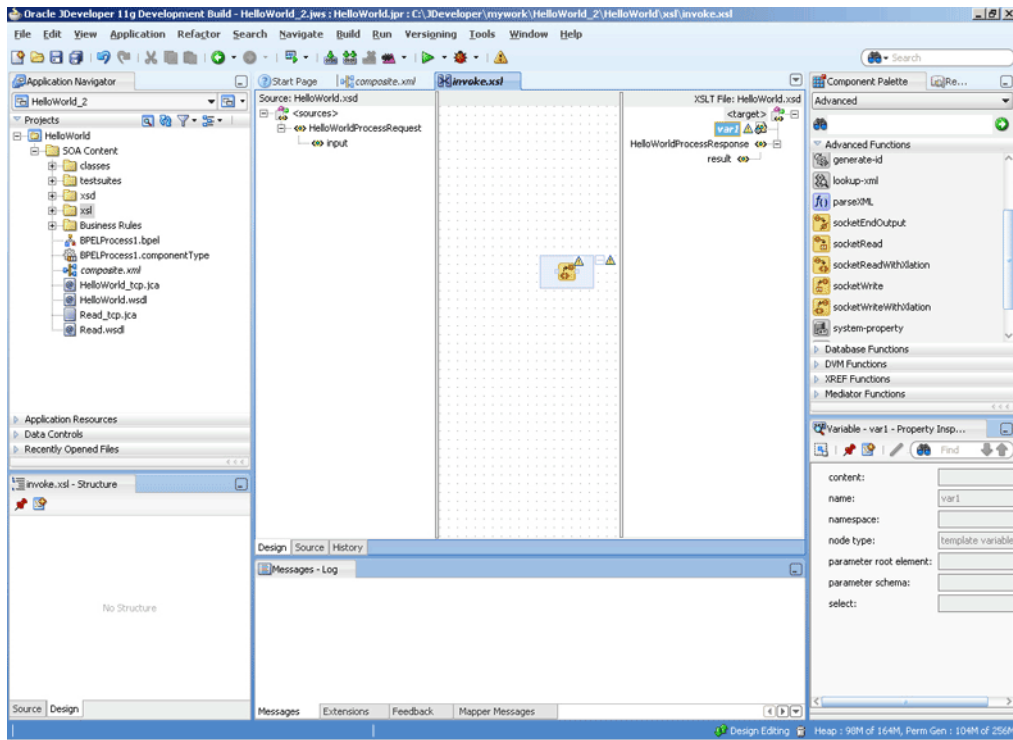 Oracle JDeveloper 11g Development Build - HelloWorld_2.jws : HelloWorld.jpr : C:\JDeveloper\mywork\HelloWorld_2\HelloWorld\xsl\invoke.xsl
File Edit View Application Refactor Search Navigate Build Run Versioning Tools Window Help
Search
Application Navigator
HelloWorld_2
Projects
HelloWorld
SOA Content
classes
testsuites
xsd
xsl
Business Rules
BPELProcess1.bpel
BPELProcess1.componentType
composite.xml
HelloWorld_tcp.jca
HelloWorld.wsdl
Read_tcp.jca
Read.wsdl
Application Resources
Data Controls
Recently Opened Files
invoke.xsl - Structure
No Structure
Source Design
Start Page composite.xml invoke.xsl
Source: HelloWorld.xsd
<sources>
HelloWorldProcessRequest
input
XSLT File: HelloWorld.xsd
<target>
var1
HelloWorldProcessResponse
result
Design Source History
Messages - Log
Messages Extensions Feedback Mapper Messages
Component Palette Re...
Advanced
Advanced Functions
generate-id
lookup-xml
f() parseXML
socketEndOutput
socketRead
socketReadWithXlation
socketWrite
socketWriteWithXlation
system-property
Database Functions
DVM Functions
XREF Functions
Mediator Functions
Variable - var1 - Property Insp...
Find
content:
name: var1
namespace:
node type: template variable
parameter root element:
parameter schema:
select:
Design Editing Heap : 98M of 164M, Perm Gen : 104M of 256M